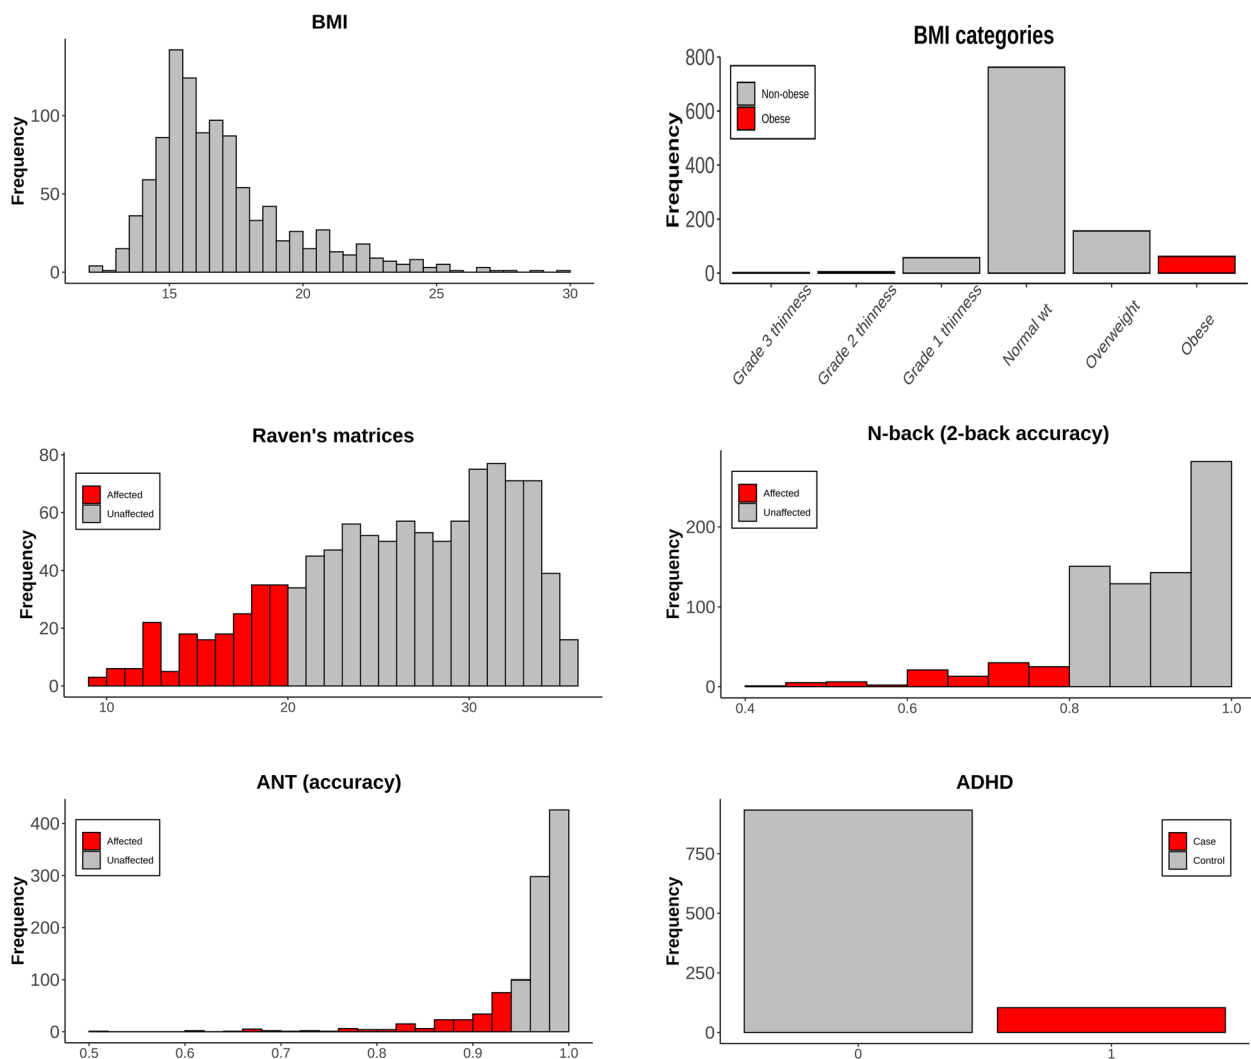 BMI
Frequency
100
50
0
15
20
25
30
BMI categories
Frequency
800
600
400
200
0
Non-obese
Obese
Grade 3 thinness
Grade 2 thinness
Grade 1 thinness
Normal wt
Overweight
Obese
Raven's matrices
Frequency
80
60
40
20
0
Affected
Unaffected
10
20
30
N-back (2-back accuracy)
Frequency
200
100
0
Affected
Unaffected
0.4
0.6
0.8
1.0
ANT (accuracy)
Frequency
400
300
200
100
0
Affected
Unaffected
0.5
0.6
0.7
0.8
0.9
1.0
ADHD
Frequency
750
500
250
0
Case
Control
0
1